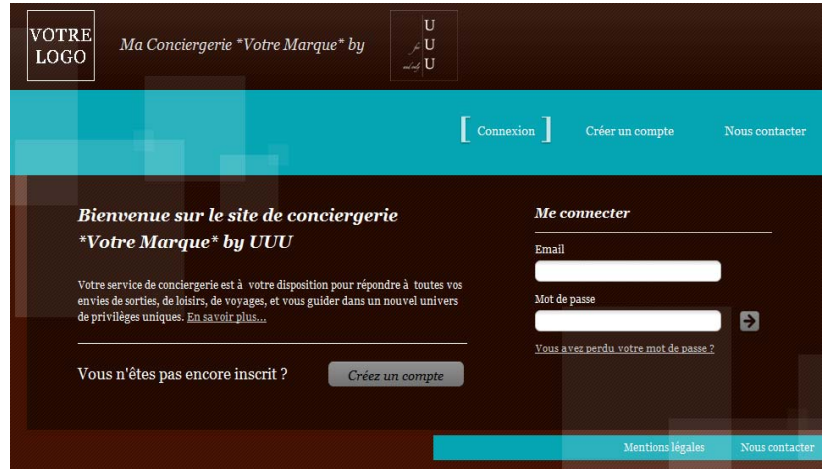 VOTRE
LOGO
Ma Conciergerie *Votre Marque* by
U
U
U
[ Connexion ]
Créer un compte
Nous contacter
Bienvenue sur le site de conciergerie
*Votre Marque* by UUU
Votre service de conciergerie est à votre disposition pour répondre à toutes vos
envies de sorties, de loisirs, de voyages, et vous guider dans un nouvel univers
de privilèges uniques. En savoir plus...
Vous n'êtes pas encore inscrit ?
Créez un compte
Me connecter
Email
Mot de passe
Vous avez perdu votre mot de passe ?
Mentions légales
Nous contacter